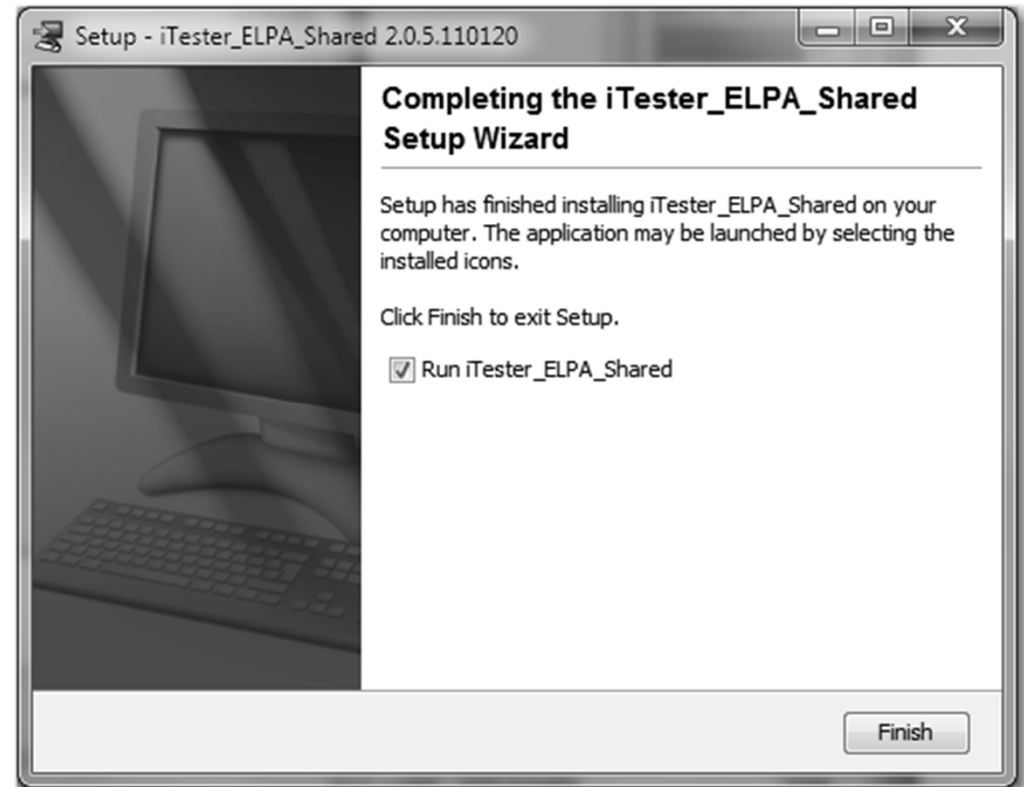 Setup - iTester_ELPA_Shared 2.0.5.110120
Completing the iTester_ELPA_Shared
Setup Wizard
Setup has finished installing iTester_ELPA_Shared on your
computer. The application may be launched by selecting the
installed icons.
Click Finish to exit Setup.
Run iTester_ELPA_Shared
Finish